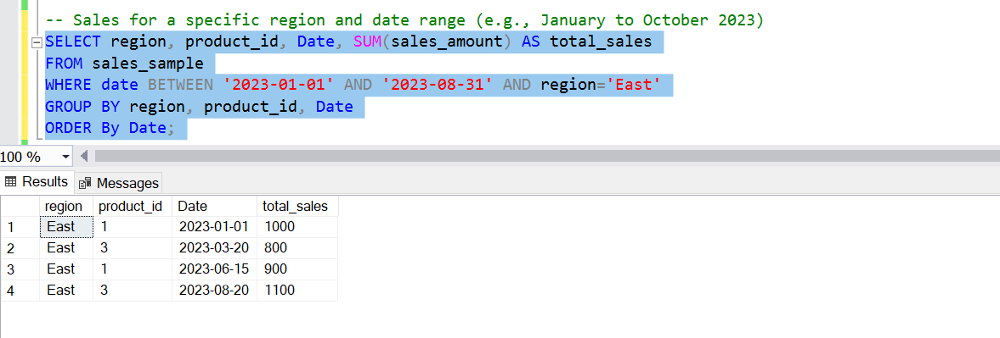 -- Sales for a specific region and date range (e.g., January to October 2023)
SELECT region, product_id, Date, SUM(sales_amount) AS total_sales
FROM sales_sample
WHERE date BETWEEN '2023-01-01' AND '2023-08-31' AND region='East'
GROUP BY region, product_id, Date
ORDER By Date;
100 %
Results Messages
region product_id Date total_sales
1 East 1 2023-01-01 1000
2 East 3 2023-03-20 800
3 East 1 2023-06-15 900
4 East 3 2023-08-20 1100